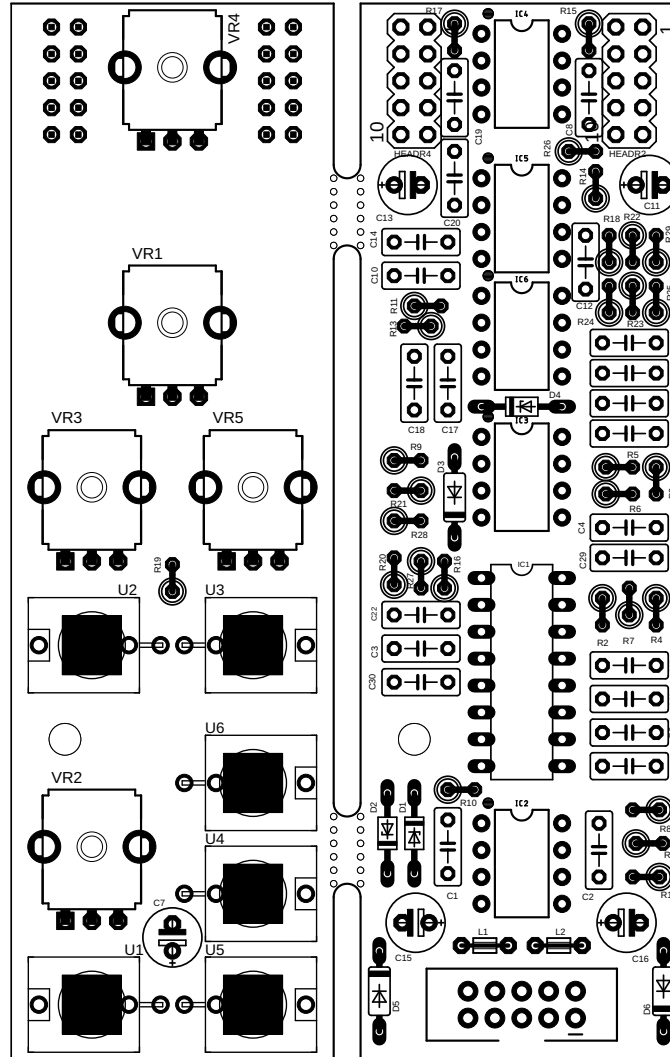 VR4
R17
IC4
R15
1
10
C19
C8
HEADR4
R26
HEADR2
IC5
R14
C13
C20
C11
C14
R18
R22
R29
VR1
C10
IC6
R11
C12
R13
R24
R23
D4
VR3
VR5
C18
C17
IC3
R9
D3
R5
R21
R6
R28
C4
R19
R20
R27
R16
IC1
C29
U2
U3
C22
R2
R7
R4
C3
C30
U6
VR2
D2
D1
R10
IC2
U4
R8
C7
C1
C2
U1
U5
C15
L1
L2
C16
D5
D6